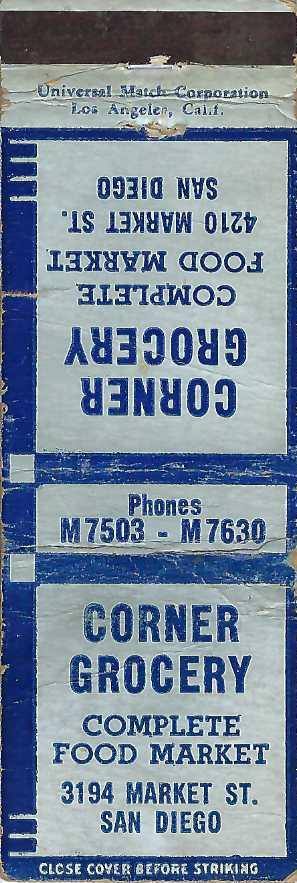 Universal Match Corporation
Los Angeles, Calif.
CORNER
GROCERY
COMPLETE
FOOD MARKET
4210 MARKET ST.
SAN DIEGO
Phones
M7503 - M7630
CORNER
GROCERY
COMPLETE
FOOD MARKET
3194 MARKET ST.
SAN DIEGO
CLOSE COVER BEFORE STRIKING